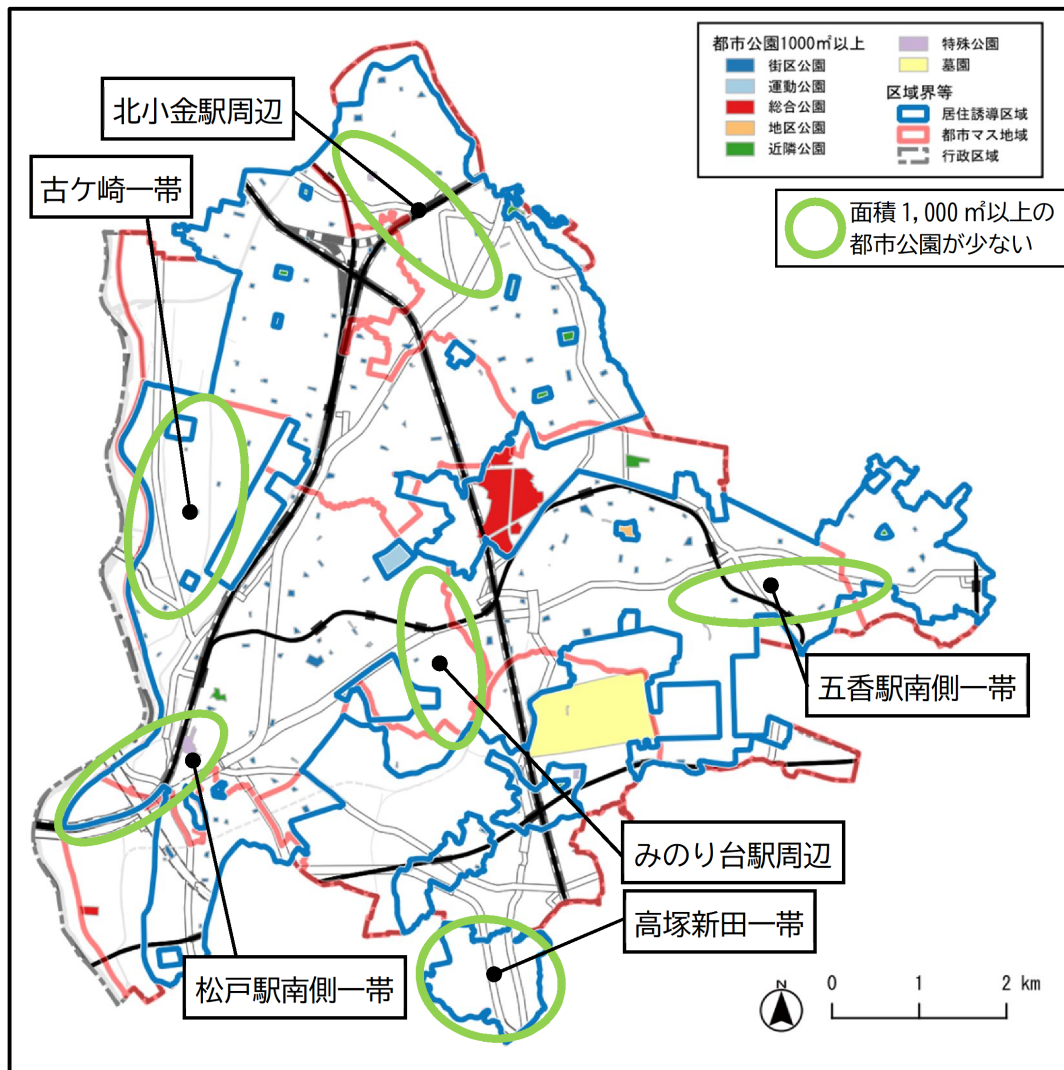 都市公園1000㎡以上
街区公園
運動公園
総合公園
地区公園
近隣公園
特殊公園
墓園
区域界等
居住誘導区域
都市マス地域
行政区域
面積1,000㎡以上の
都市公園が少ない
北小金駅周辺
古ケ崎一帯
五香駅南側一帯
みのり台駅周辺
高塚新田一帯
松戸駅南側一帯
N
0 1 2 km